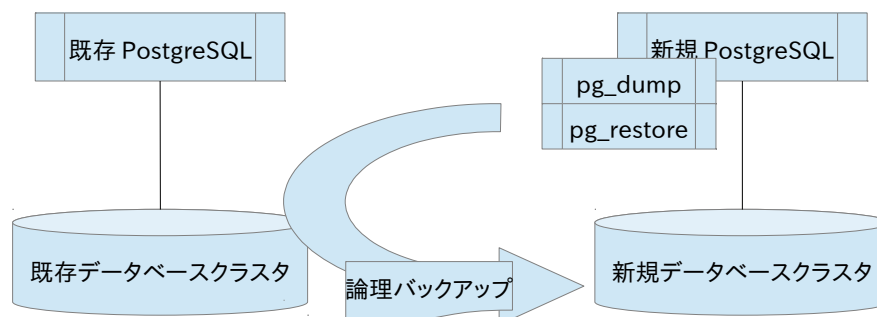 既存 PostgreSQL
新規 PostgreSQL
pg_dump
pg_restore
既存データベースクラスタ
論理バックアップ
新規データベースクラスタ